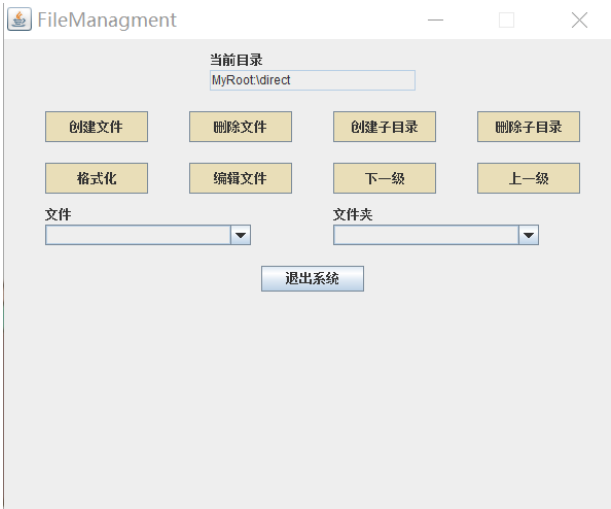 FileManagment
当前目录
MyRoot:\direct
创建文件 删除文件 创建子目录 删除子目录
格式化 编辑文件 下一级 上一级
文件 文件夹
退出系统